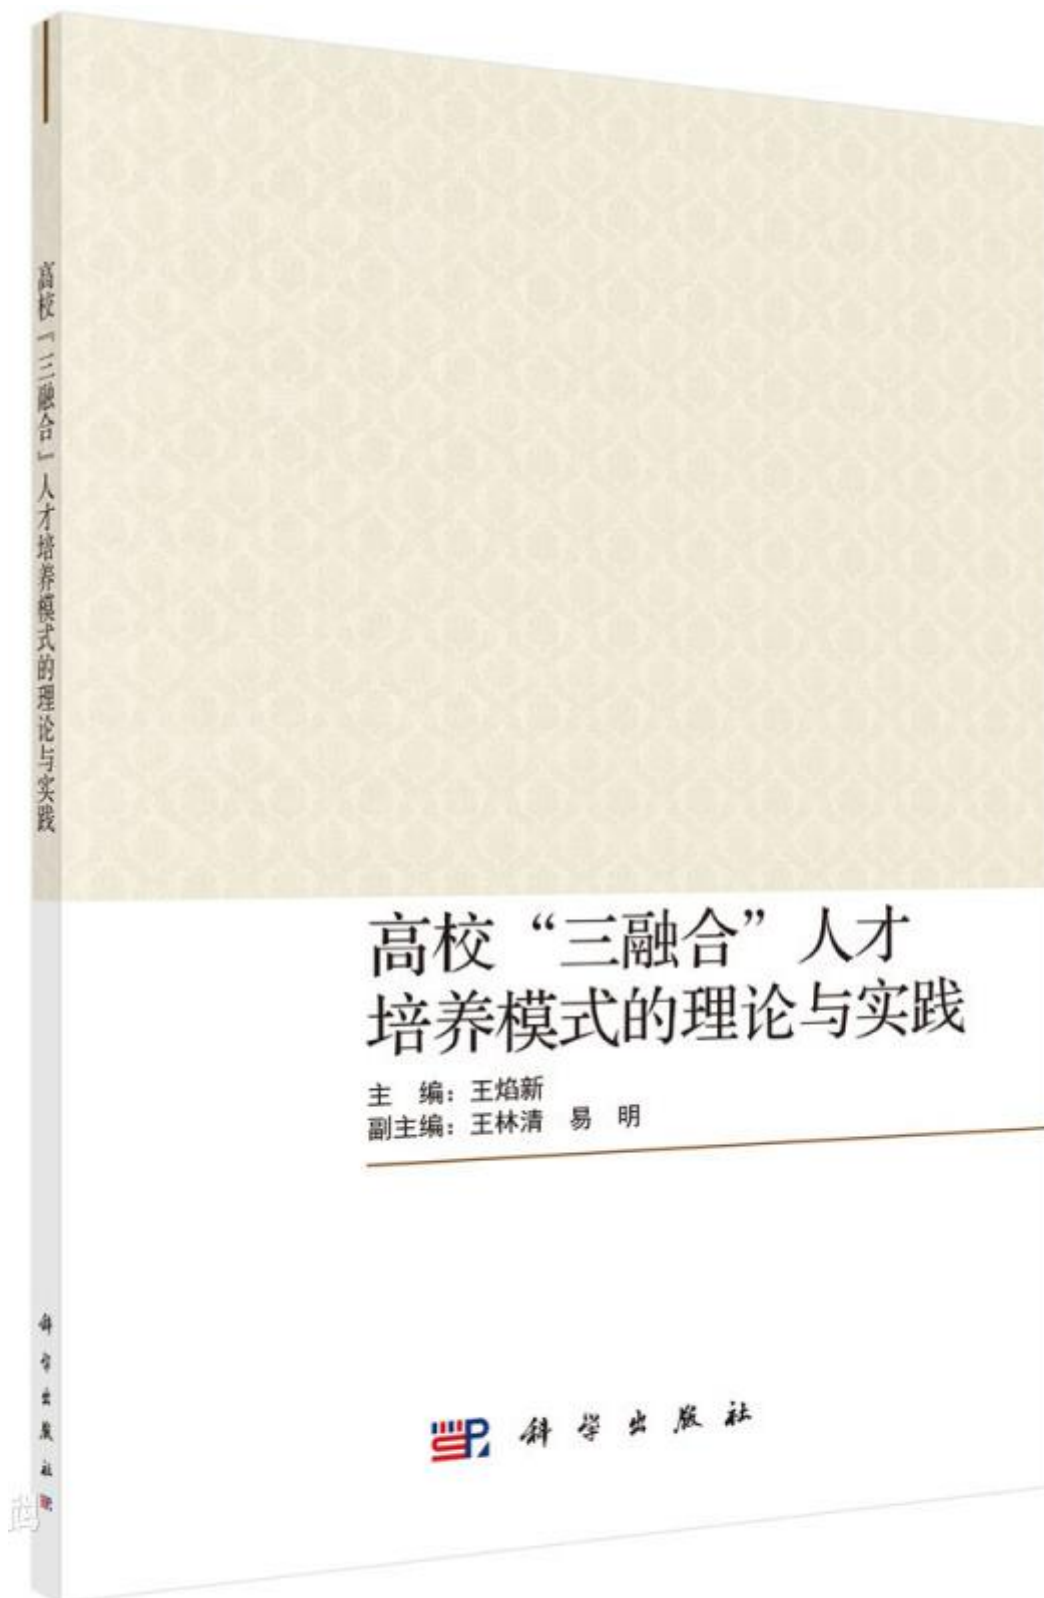 高校『三融合』人才培养模式的理论与实践
高校“三融合”人才
培养模式的理论与实践
主　编：王焰新
副主编：王林清　易　明
科学出版社
科学出版社